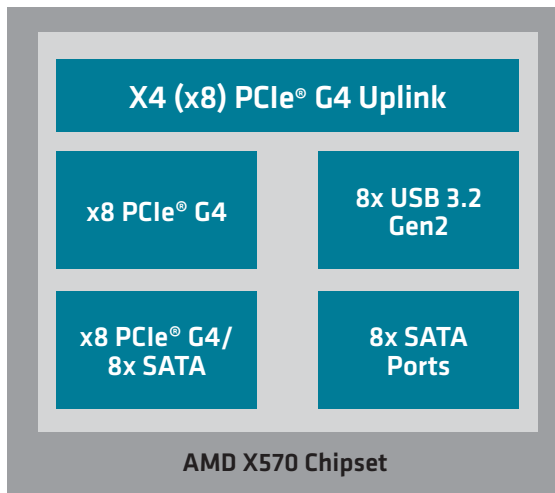 X4 (x8) PCIe® G4 Uplink
x8 PCIe® G4
8x USB 3.2
Gen2
x8 PCIe® G4/
8x SATA
8x SATA
Ports
AMD X570 Chipset